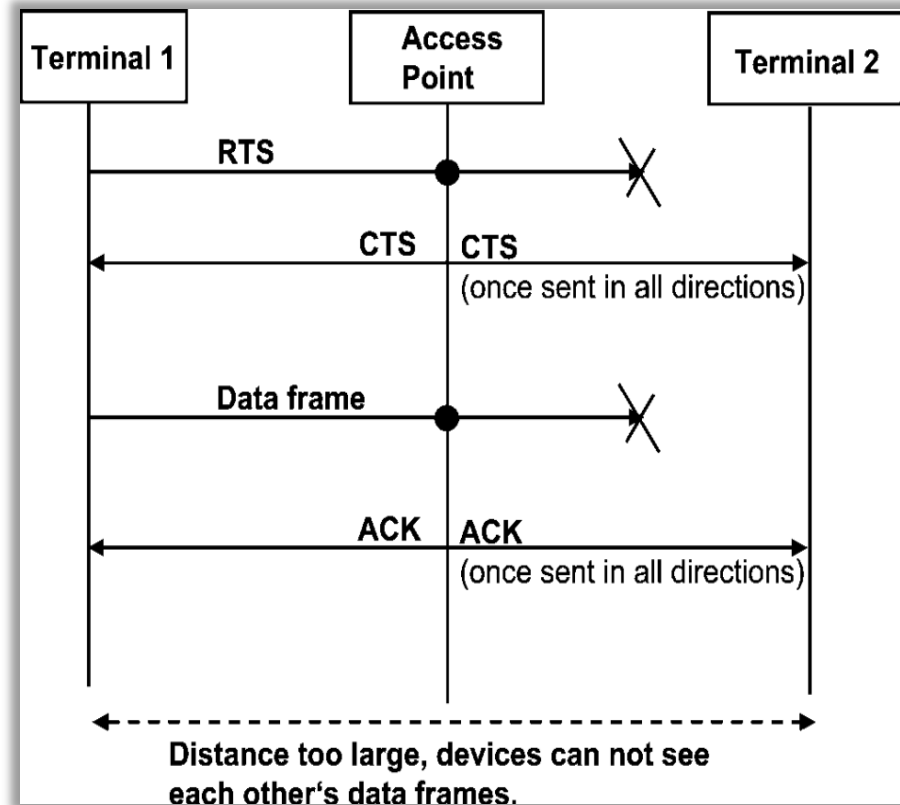 Terminal 1
Access
Point
Terminal 2
RTS
CTS CTS
(once sent in all directions)
Data frame
ACK ACK
(once sent in all directions)
Distance too large, devices can not see
each other‘s data frames.